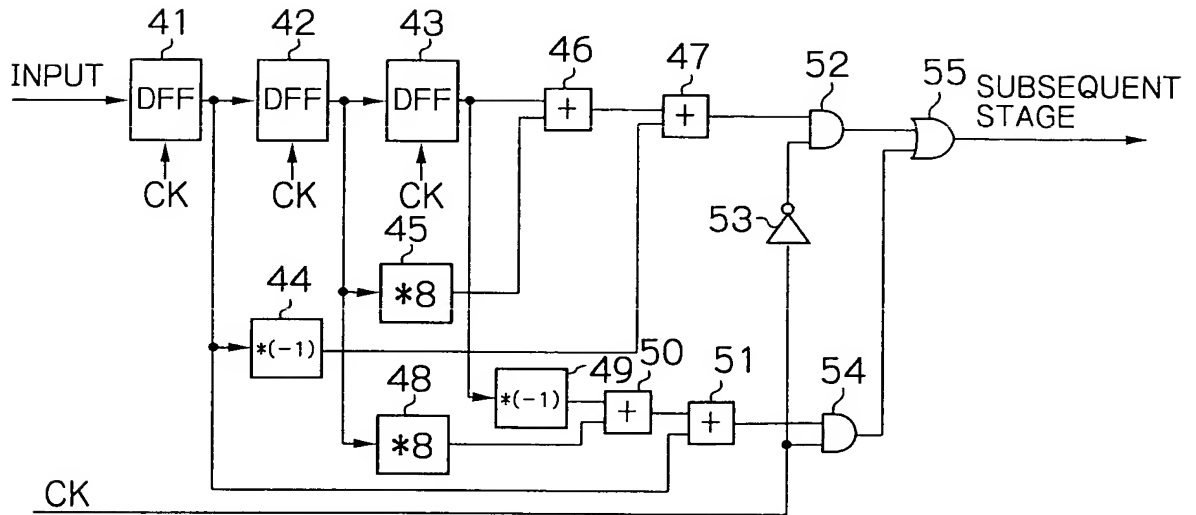 41
42
43
46
47
52
55
INPUT
DFF
DFF
DFF
+
+
SUBSEQUENT
STAGE
CK
CK
CK
53
45
*8
44
*(-1)
49
50
51
54
*(-1)
+
+
48
*8
CK